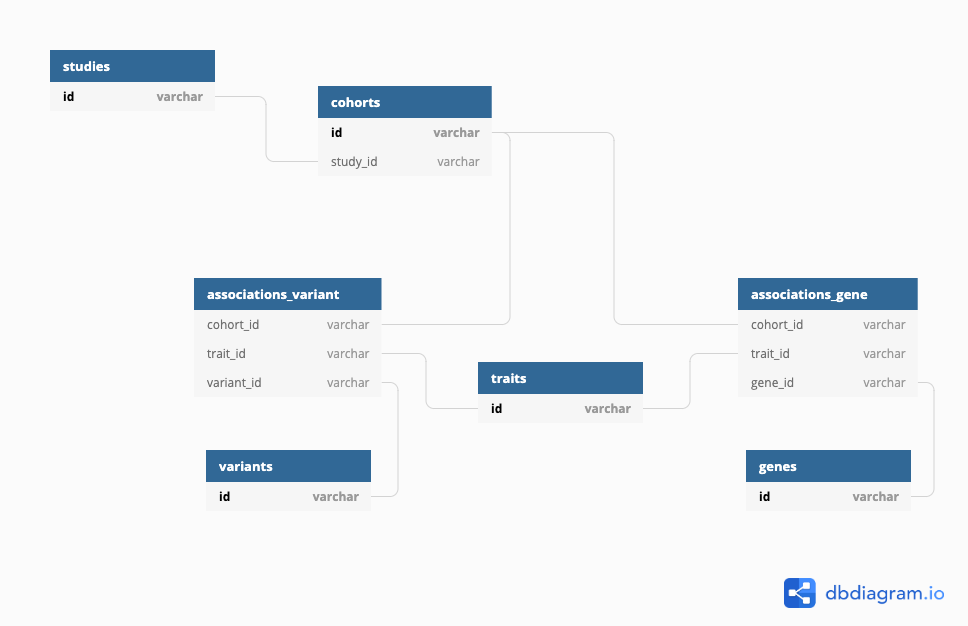 studies
id varchar
cohorts
id varchar
study_id varchar
associations_variant
cohort_id varchar
trait_id varchar
variant_id varchar
associations_gene
cohort_id varchar
trait_id varchar
gene_id varchar
traits
id varchar
variants
id varchar
genes
id varchar
dbdiagram.io